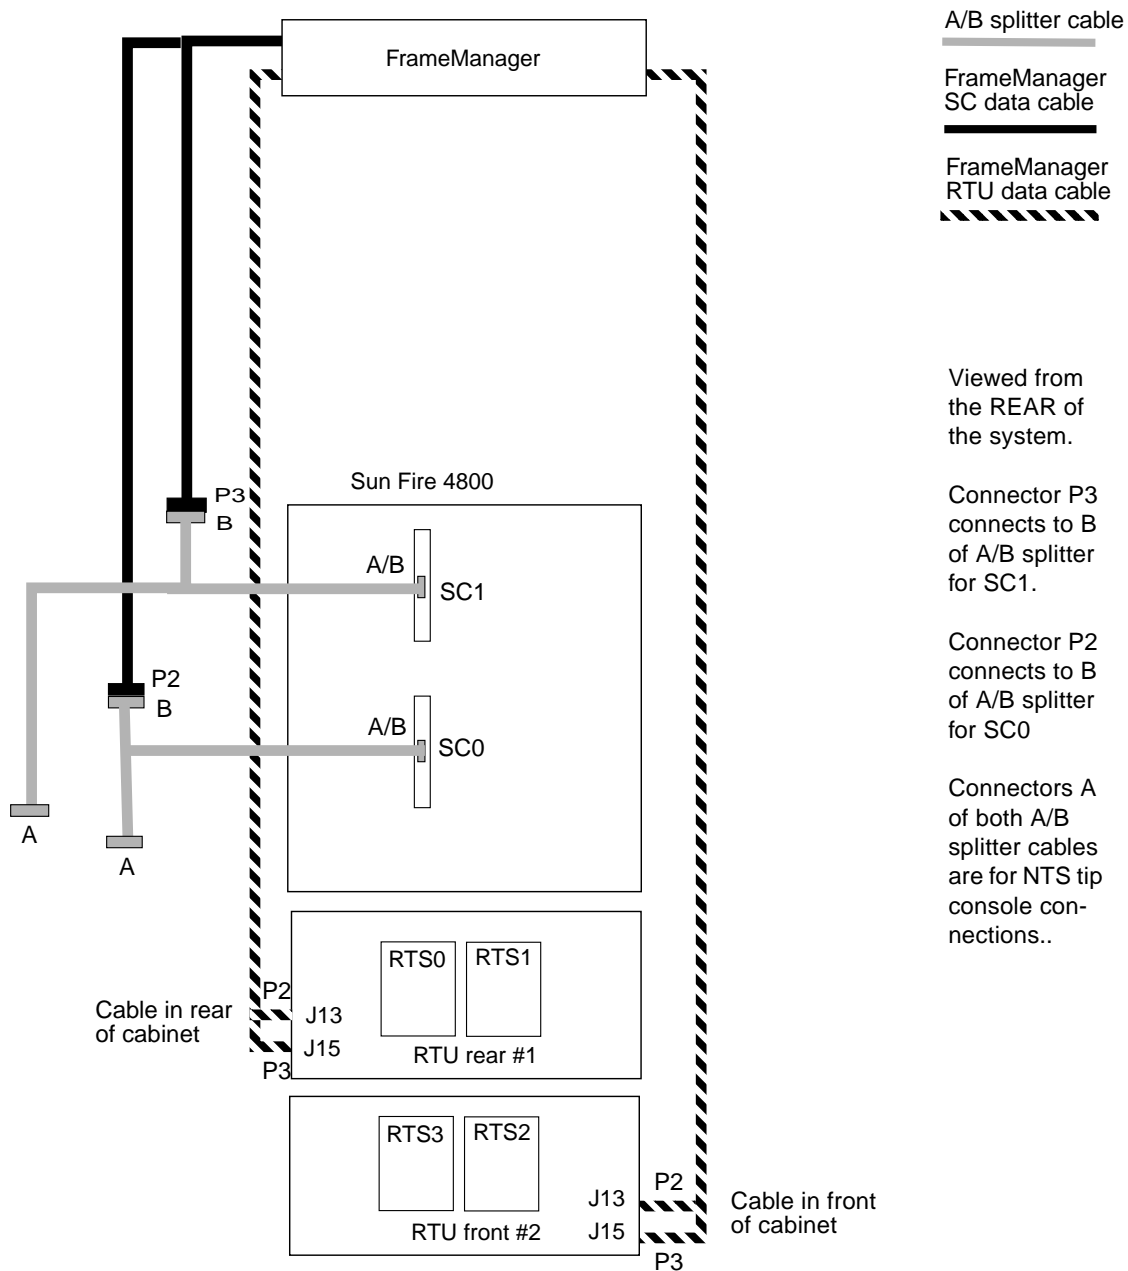 A/B splitter cable
FrameManager
FrameManager
SC data cable
FrameManager
RTU data cable
Viewed from
the REAR of
the system.
Connector P3
connects to B
of A/B splitter
for SC1.
Connector P2
connects to B
of A/B splitter
for SC0
Connectors A
of both A/B
splitter cables
are for NTS tip
console con-
nections..
Sun Fire 4800
P3
B
A/B
SC1
P2
B
A/B
SC0
A
A
RTS0
RTS1
P2
Cable in rear
of cabinet
J13
J15
RTU rear #1
P3
RTS3
RTS2
P2
J13
Cable in front
of cabinet
J15
RTU front #2
P3